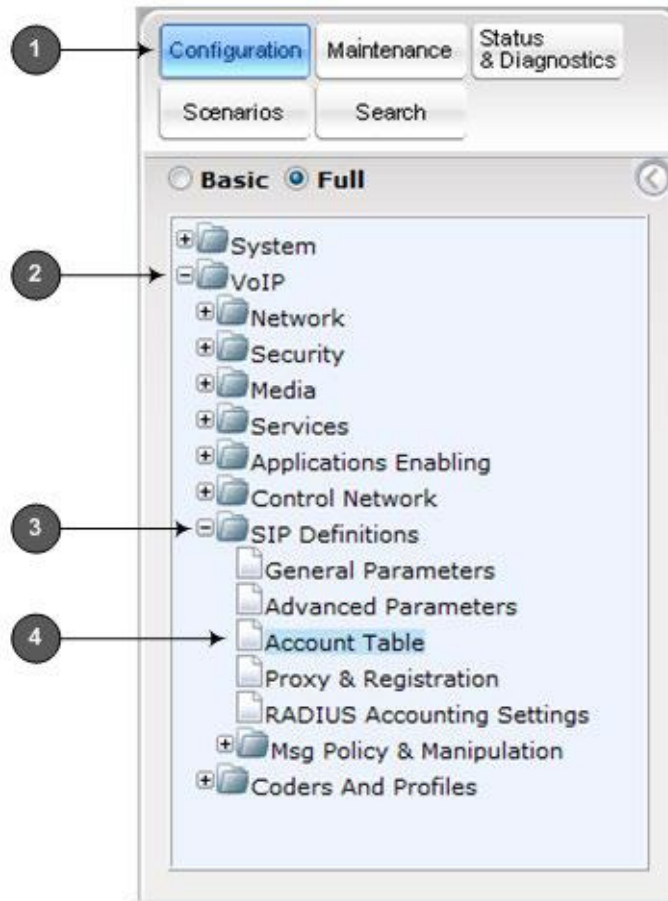 1
Configuration
Maintenance
Status
& Diagnostics
Scenarios
Search
Basic
Full
System
2
VoIP
Network
Security
Media
Services
Applications Enabling
Control Network
3
SIP Definitions
General Parameters
Advanced Parameters
4
Account Table
Proxy & Registration
RADIUS Accounting Settings
Msg Policy & Manipulation
Coders And Profiles